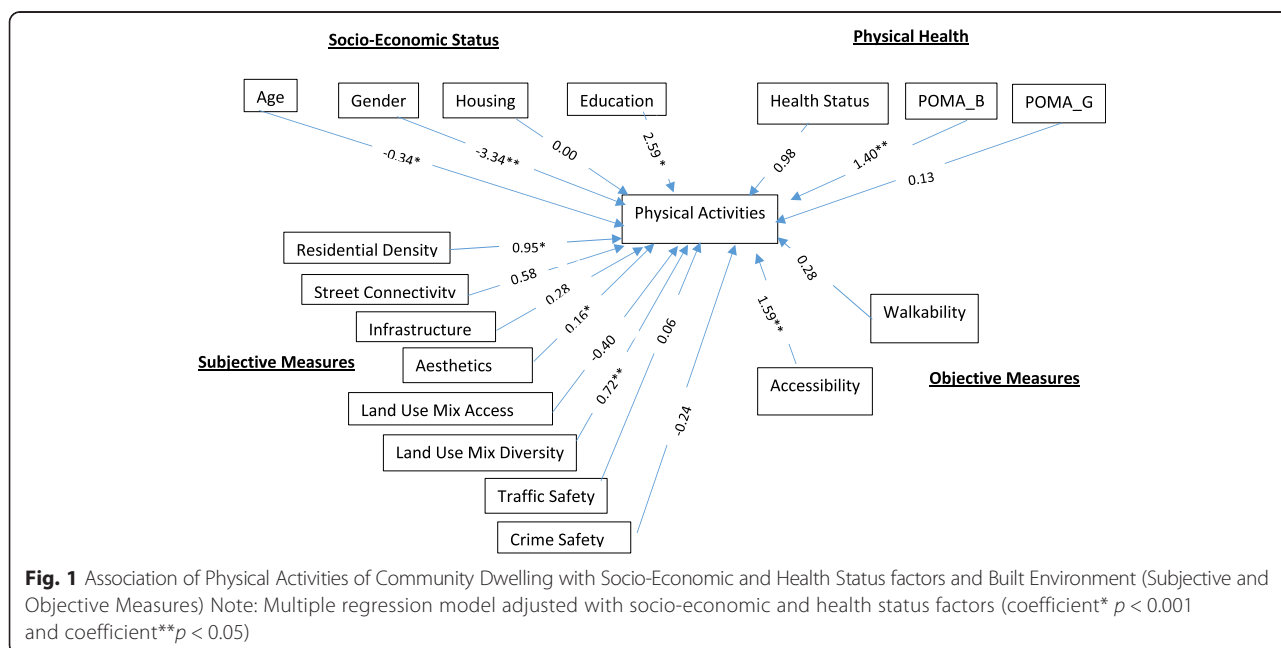 Socio-Economic Status
Physical Health
Age
Gender
Housing
Education
Health Status
POMA_B
POMA_G
-0.34*
-3.34**
0.00
2.59 *
0.98
1.40**
0.13
Physical Activities
Residential Density
0.95*
Street Connectivity
0.58
Infrastructure
0.28
Subjective Measures
Aesthetics
0.16*
Land Use Mix Access
-0.40
Land Use Mix Diversity
0.72**
Traffic Safety
0.06
Crime Safety
-0.24
Walkability
0.28
Accessibility
1.59**
Objective Measures
Fig. 1 Association of Physical Activities of Community Dwelling with Socio-Economic and Health Status factors and Built Environment (Subjective and
Objective Measures) Note: Multiple regression model adjusted with socio-economic and health status factors (coefficient* p < 0.001
and coefficient**p < 0.05)